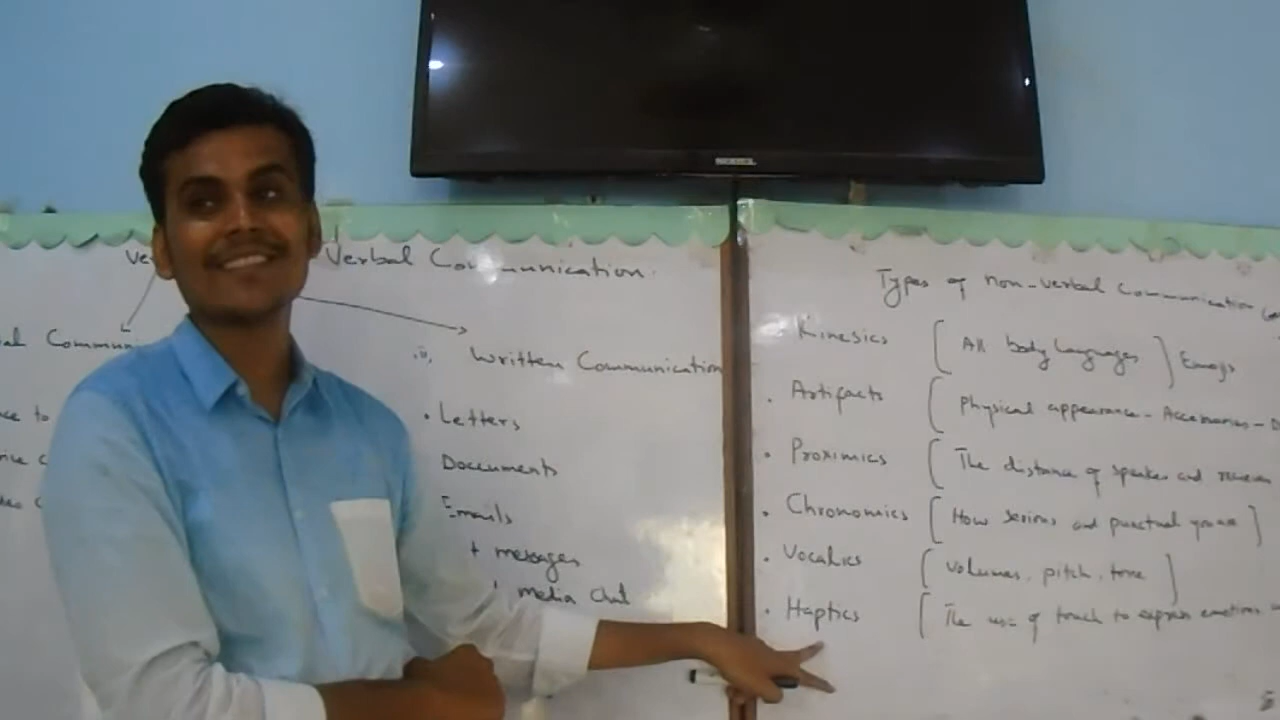 Verbal Communication
ii, Written Communication
• Letters
Documents
Emails
+ messages
media chat
Types of non-verbal Communication
Kinesics [ All body languages ] Emojs
• Artifacts [ Physical appearance - Accessories -
• Proximics [ The distance of speaker and
• Chronomics [ How serious and punctual you are ]
• Vocalics [ Volumes, pitch, tone ]
• Haptics [ The use of touch to express emotions